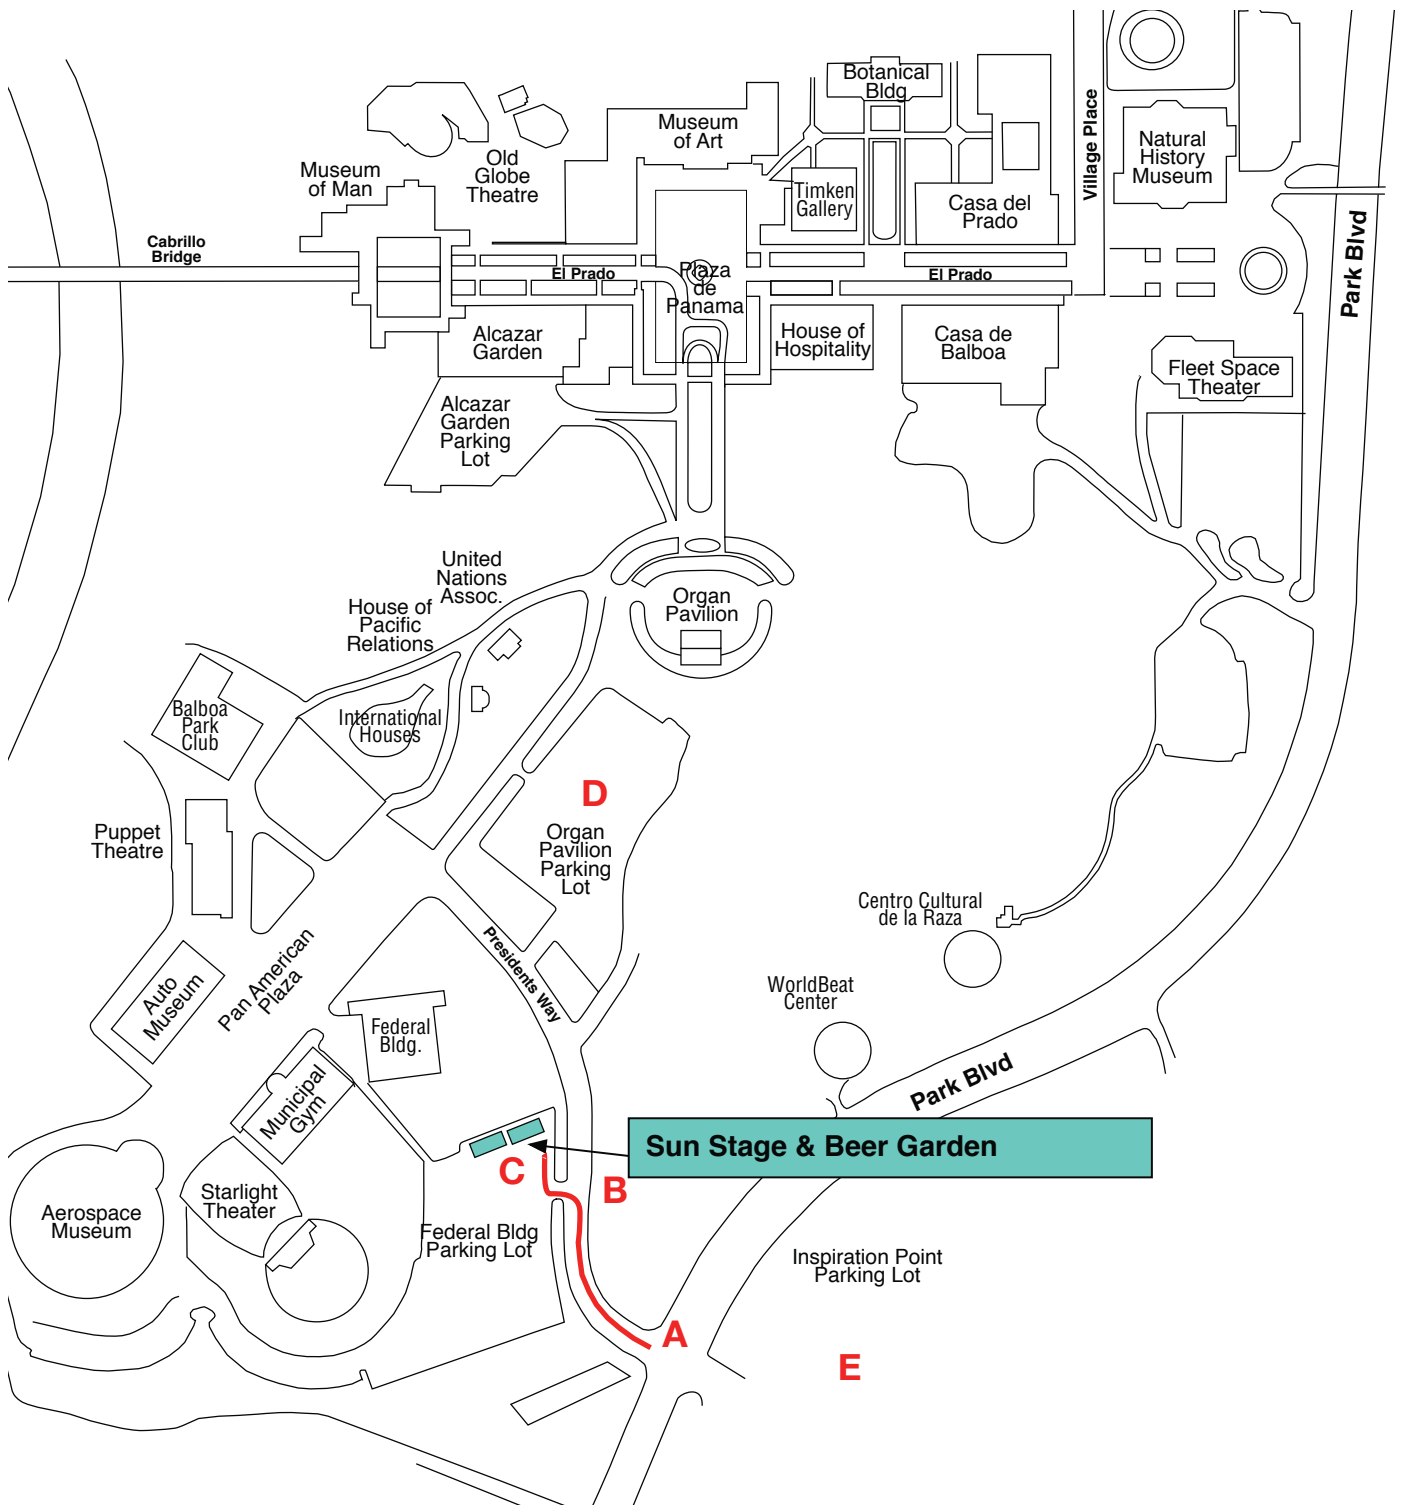 Botanical
Bldg
Museum
of Art
Old
Globe
Theatre
Museum
of Man
Timken
Gallery
Casa del
Prado
Village Place
Natural
History
Museum
Park Blvd
Cabrillo
Bridge
El Prado
Plaza
de
Panama
El Prado
Alcazar
Garden
House of
Hospitality
Casa de
Balboa
Fleet Space
Theater
Alcazar
Garden
Parking
Lot
United
Nations
Assoc.
House of
Pacific
Relations
Organ
Pavilion
Balboa
Park
Club
International
Houses
D
Organ
Pavilion
Parking
Lot
Puppet
Theatre
Centro Cultural
de la Raza
Presidents Way
Pan American
Plaza
Auto
Museum
WorldBeat
Center
Federal
Bldg.
Park Blvd
Municipal
Gym
Sun Stage & Beer Garden
C
B
Starlight
Theater
Aerospace
Museum
Federal Bldg
Parking Lot
Inspiration Point
Parking Lot
A
E